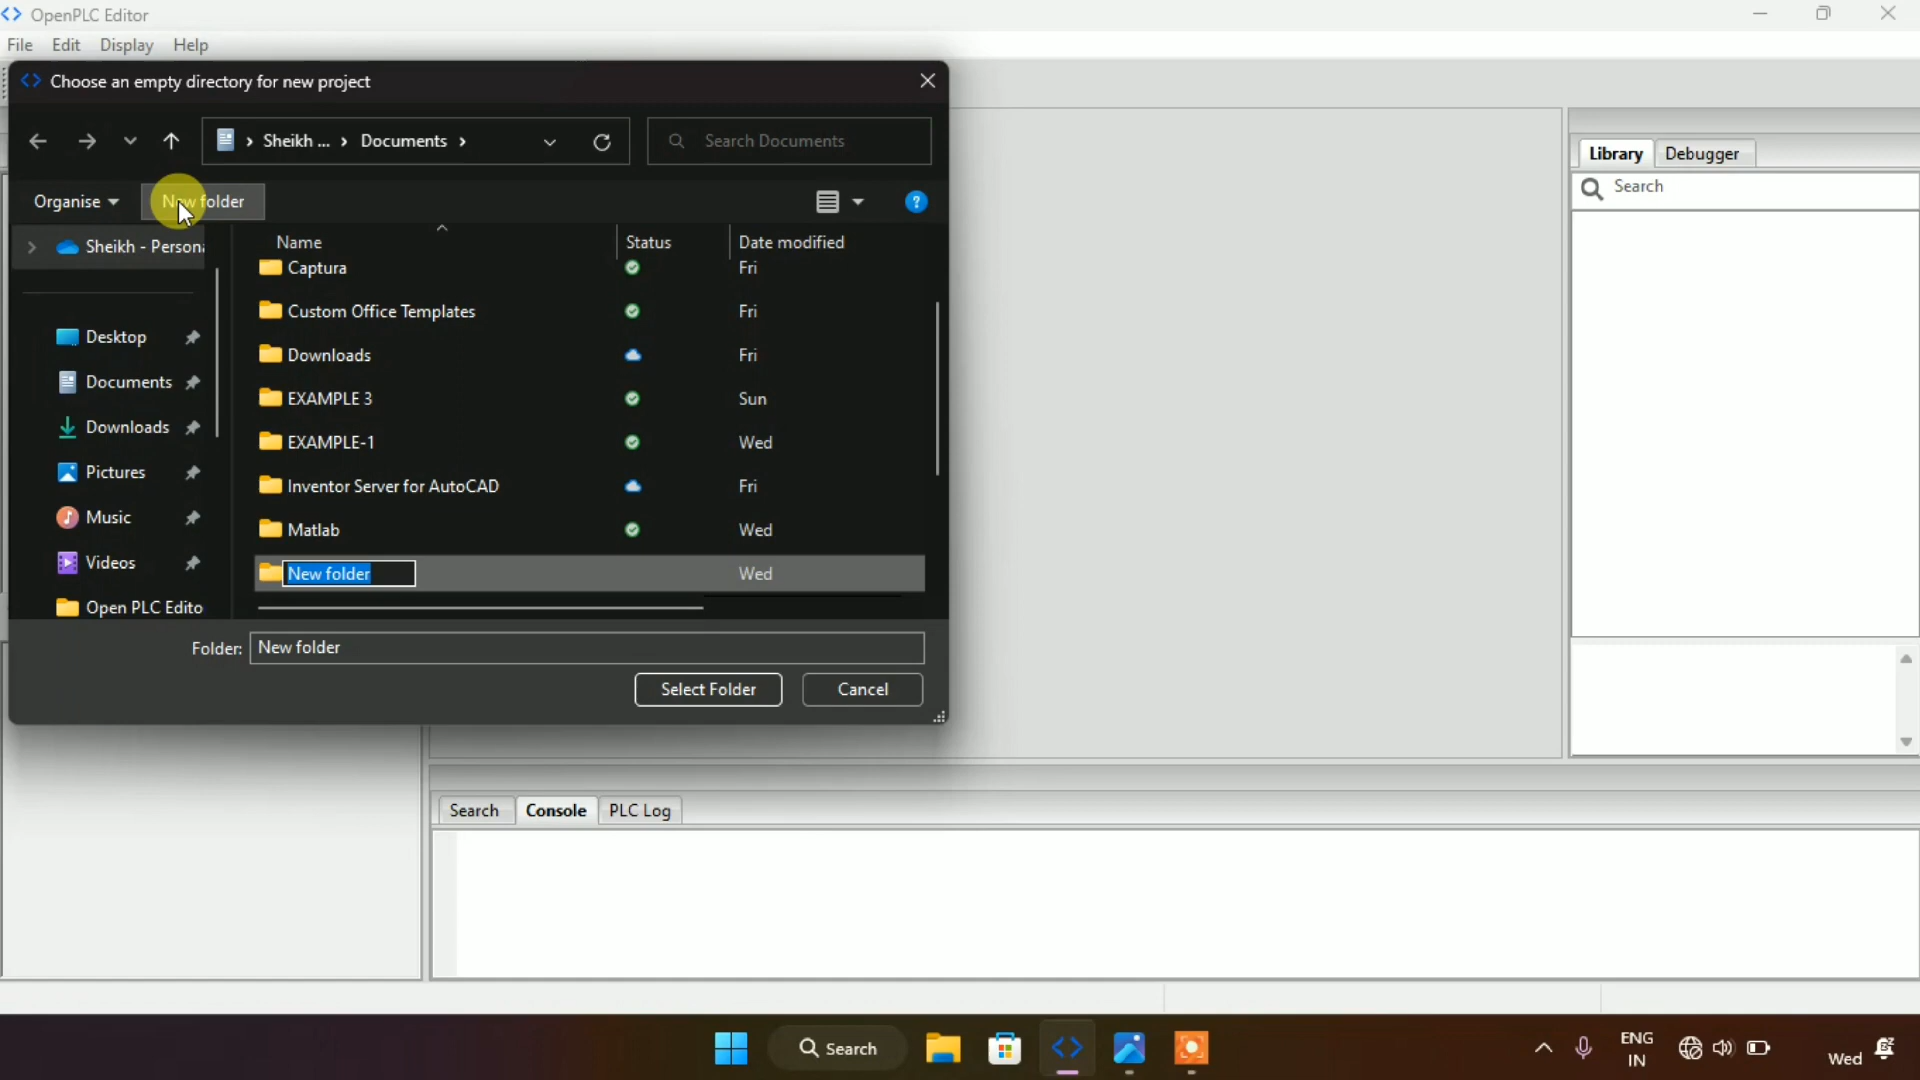 OpenPLC Editor
File Edit Display Help
Choose an empty directory for new project
Sheikh ... > Documents >
Search Documents
Organise
New folder
Sheikh - Persona
Desktop
Documents
Downloads
Pictures
Music
Videos
Open PLC Edito
Name Status Date modified
Captura Fri
Custom Office Templates Fri
Downloads Fri
EXAMPLE 3 Sun
EXAMPLE-1 Wed
Inventor Server for AutoCAD Fri
Matlab Wed
New folder Wed
Folder: New folder
Select Folder Cancel
Library Debugger
Search
Search Console PLC Log
Search
ENG
IN
Wed